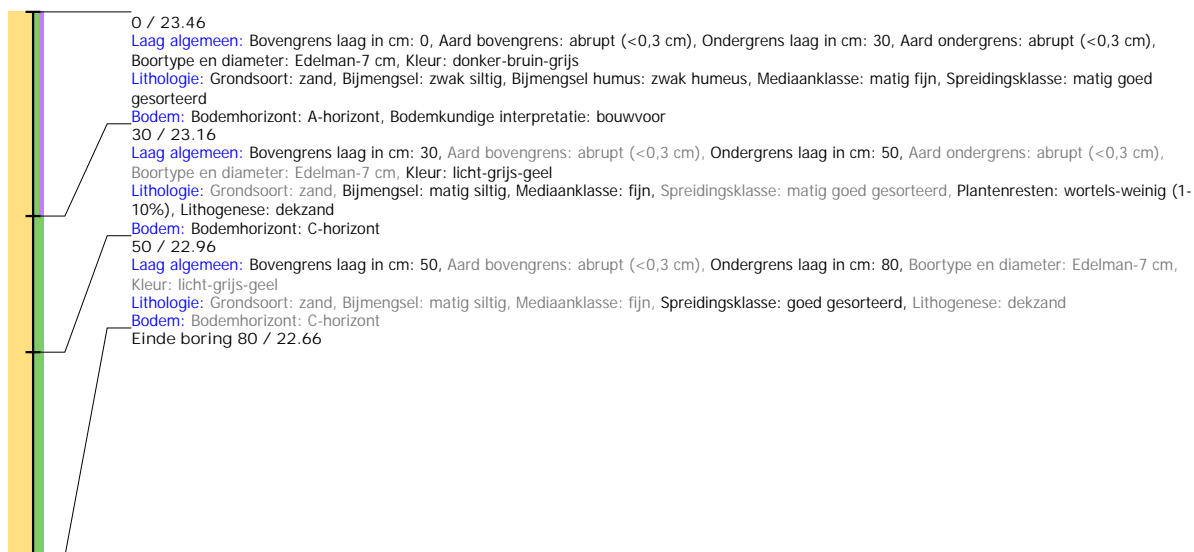 0 / 23.46
Laag algemeen: Bovengrens laag in cm: 0, Aard bovengrens: abrupt (<0,3 cm), Ondergrens laag in cm: 30, Aard ondergrens: abrupt (<0,3 cm),
Boortype en diameter: Edelman-7 cm, Kleur: donker-bruin-grijs
Lithologie: Grondsoort: zand, Bijmengsel: zwak siltig, Bijmengsel humus: zwak humeus, Mediaanklasse: matig fijn, Spreidingsklasse: matig goed
gesorteerd
Bodem: Bodemhorizont: A-horizont, Bodemkundige interpretatie: bouwvoor
30 / 23.16
Laag algemeen: Bovengrens laag in cm: 30, Aard bovengrens: abrupt (<0,3 cm), Ondergrens laag in cm: 50, Aard ondergrens: abrupt (<0,3 cm),
Boortype en diameter: Edelman-7 cm, Kleur: licht-grijs-geel
Lithologie: Grondsoort: zand, Bijmengsel: matig siltig, Mediaanklasse: fijn, Spreidingsklasse: matig goed gesorteerd, Plantenresten: wortels-weinig (1-
10%), Lithogenese: dekzand
Bodem: Bodemhorizont: C-horizont
50 / 22.96
Laag algemeen: Bovengrens laag in cm: 50, Aard bovengrens: abrupt (<0,3 cm), Ondergrens laag in cm: 80, Boortype en diameter: Edelman-7 cm,
Kleur: licht-grijs-geel
Lithologie: Grondsoort: zand, Bijmengsel: matig siltig, Mediaanklasse: fijn, Spreidingsklasse: goed gesorteerd, Lithogenese: dekzand
Bodem: Bodemhorizont: C-horizont
Einde boring 80 / 22.66